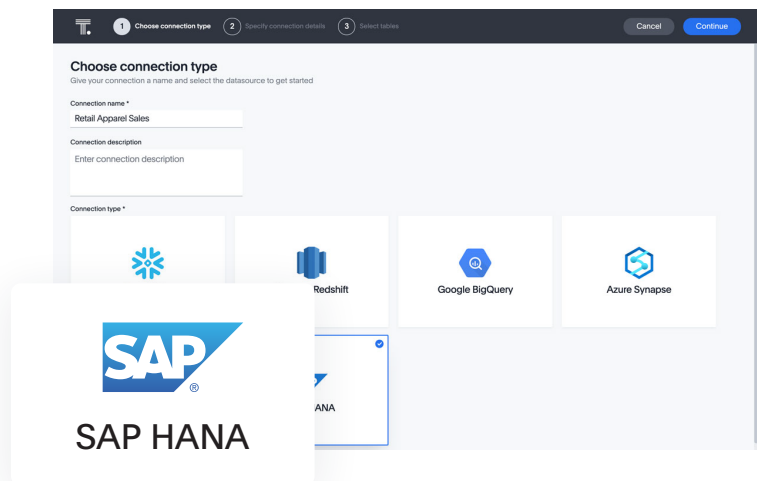 T.
1 Choose connection type 2 Specify connection details 3 Select tables Cancel Continue
Choose connection type
Give your connection a name and select the datasource to get started
Connection name *
Retail Apparel Sales
Connection description
Enter connection description
Connection type *
Redshift Google BigQuery Azure Synapse
SAP®
ANA
SAP HANA